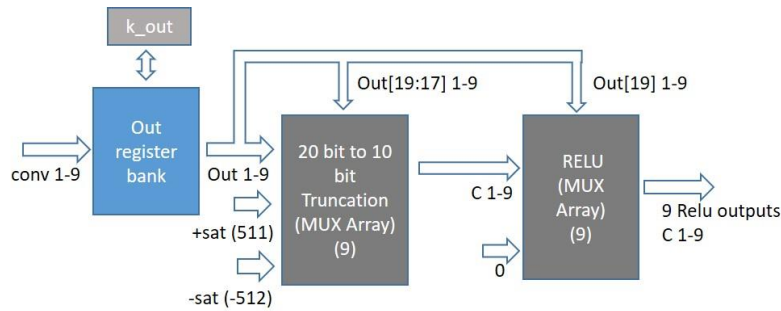 k_out
Out[19:17] 1-9
Out[19] 1-9
Out
register
bank
conv 1-9
Out 1-9
20 bit to 10
bit
Truncation
(MUX Array)
(9)
+sat (511)
-sat (-512)
C 1-9
RELU
(MUX
Array)
(9)
0
9 Relu outputs
C 1-9